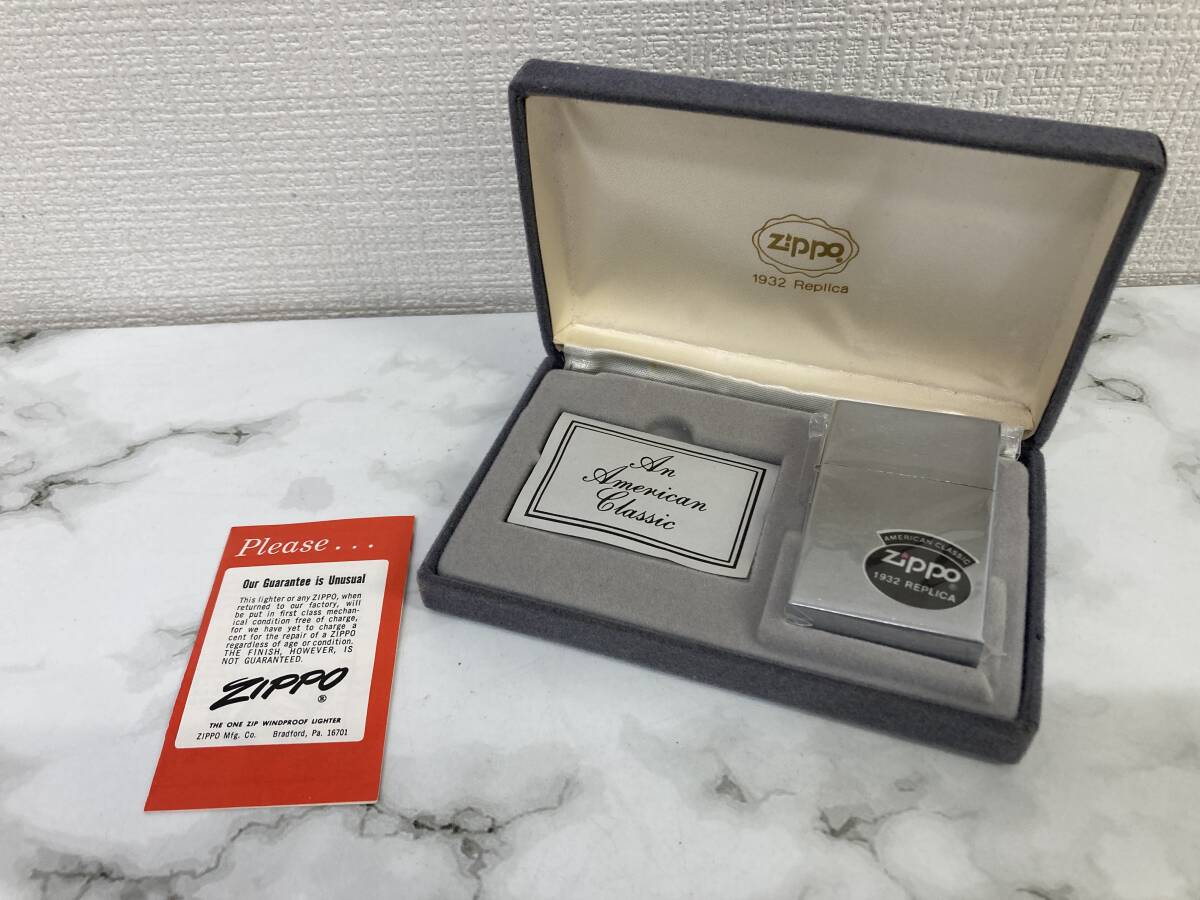 Zippo
1932 Replica
An
American
Classic
AMERICAN CLASSIC
Zippo
1932 REPLICA
Please...
Our Guarantee is Unusual
This lighter or any ZIPPO, when
returned to our factory, will
be put in first class mechan-
ical condition free of charge,
for we have yet to charge a
cent for the repair of a ZIPPO
regardless of age or condition.
THE FINISH, HOWEVER, IS
NOT GUARANTEED.
ZIPPO®
THE ONE ZIP WINDPROOF LIGHTER
ZIPPO Mfg. Co. Bradford, Pa. 16701